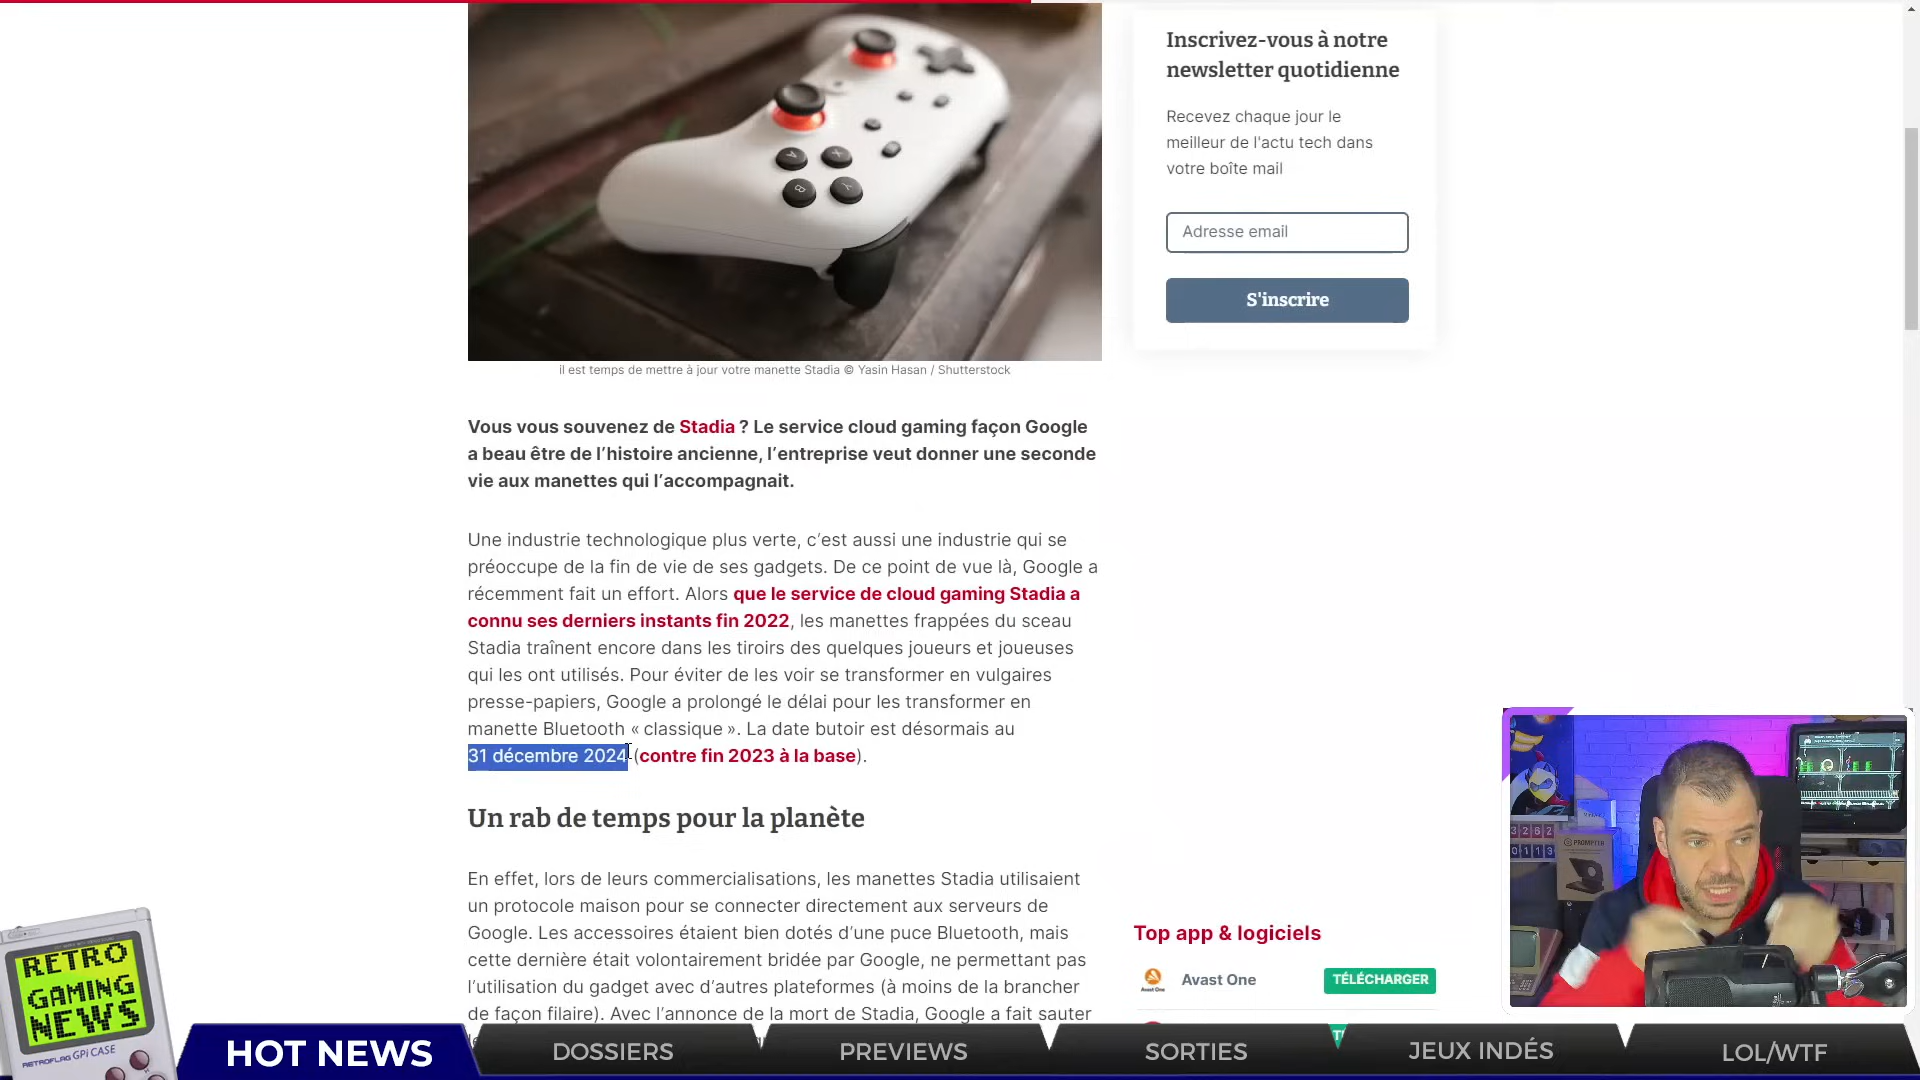 Inscrivez-vous à notre
newsletter quotidienne
Recevez chaque jour le
meilleur de l'actu tech dans
votre boîte mail
Adresse email
S'inscrire
A
X
B
Y
il est temps de mettre à jour votre manette Stadia © Yasin Hasan / Shutterstock
Vous vous souvenez de Stadia ? Le service cloud gaming façon Google
a beau être de l’histoire ancienne, l’entreprise veut donner une seconde
vie aux manettes qui l’accompagnait.
Une industrie technologique plus verte, c’est aussi une industrie qui se
préoccupe de la fin de vie de ses gadgets. De ce point de vue là, Google a
récemment fait un effort. Alors que le service de cloud gaming Stadia a
connu ses derniers instants fin 2022, les manettes frappées du sceau
Stadia traînent encore dans les tiroirs des quelques joueurs et joueuses
qui les ont utilisés. Pour éviter de les voir se transformer en vulgaires
presse-papiers, Google a prolongé le délai pour les transformer en
manette Bluetooth « classique ». La date butoir est désormais au
31 décembre 2024 (contre fin 2023 à la base).
Un rab de temps pour la planète
En effet, lors de leurs commercialisations, les manettes Stadia utilisaient
un protocole maison pour se connecter directement aux serveurs de
Google. Les accessoires étaient bien dotés d’une puce Bluetooth, mais
cette dernière était volontairement bridée par Google, ne permettant pas
l’utilisation du gadget avec d’autres plateformes (à moins de la brancher
de façon filaire). Avec l’annonce de la mort de Stadia, Google a fait sauter
Top app & logiciels
Avast One
Avast One
TÉLÉCHARGER
3262
0113
PROMPTER
RETRO
GAMING
NEWS
RETROFLAG GPi CASE
HOT NEWS
DOSSIERS
PREVIEWS
SORTIES
JEUX INDÉS
LOL/WTF